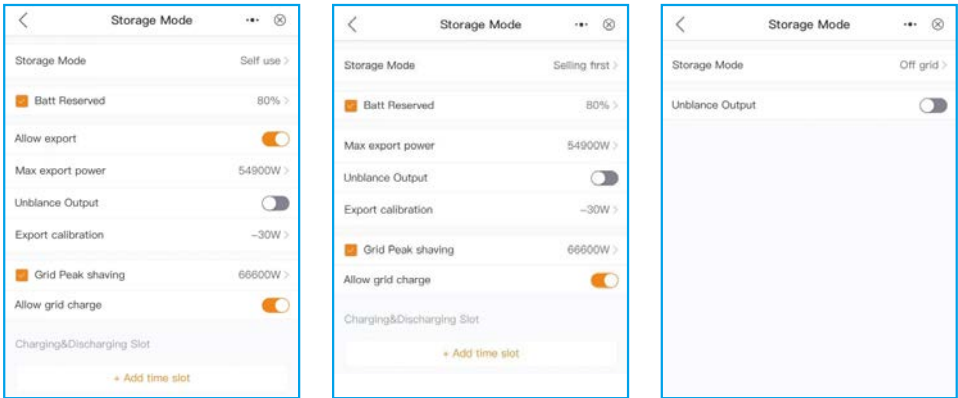 Storage Mode
Storage Mode Self use >
Batt Reserved 80% >
Allow export
Max export power 54900W >
Unblance Output
Export calibration -30W >
Grid Peak shaving 66600W >
Allow grid charge
Charging&Discharging Slot
+ Add time slot
Storage Mode
Storage Mode Selling first >
Batt Reserved 80% >
Max export power 54900W >
Unblance Output
Export calibration -30W >
Grid Peak shaving 66600W >
Allow grid charge
Charging&Discharging Slot
+ Add time slot
Storage Mode
Storage Mode Off grid >
Unblance Output